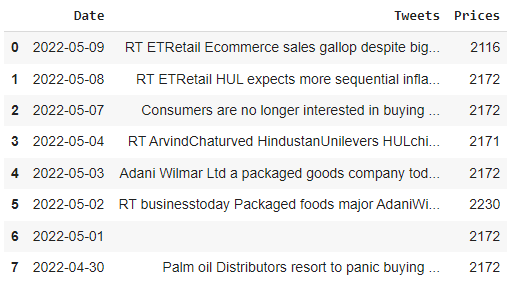 Date Tweets Prices
0 2022-05-09 RT ETRetail Ecommerce sales gallop despite big... 2116
1 2022-05-08 RT ETRetail HUL expects more sequential infla... 2172
2 2022-05-07 Consumers are no longer interested in buying ... 2172
3 2022-05-04 RT ArvindChaturved HindustanUnilevers HULchi... 2171
4 2022-05-03 Adani Wilmar Ltd a packaged goods company tod... 2172
5 2022-05-02 RT businesstoday Packaged foods major AdaniWi... 2230
6 2022-05-01 2172
7 2022-04-30 Palm oil Distributors resort to panic buying ... 2172